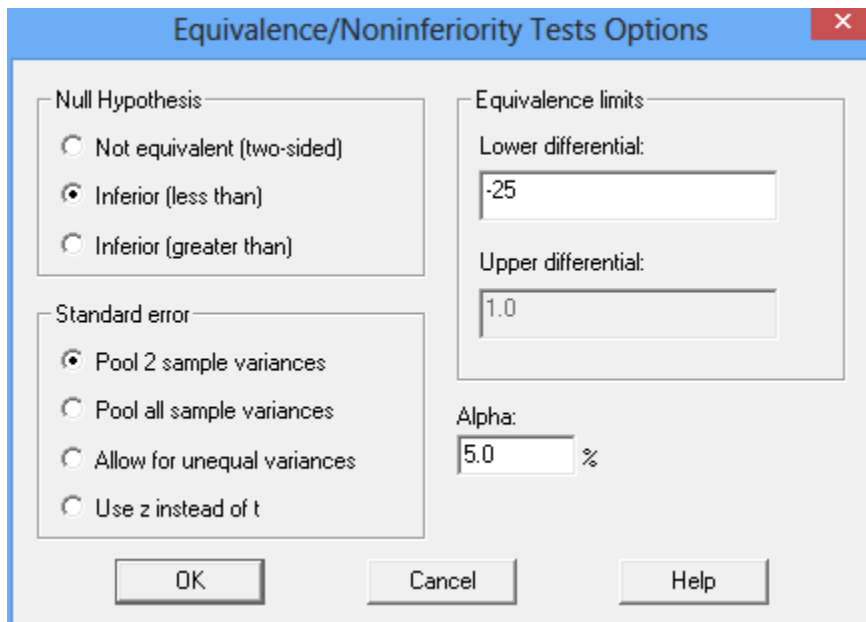 Equivalence/Noninferiority Tests Options
Null Hypothesis
Not equivalent (two-sided)
Inferior (less than)
Inferior (greater than)
Standard error
Pool 2 sample variances
Pool all sample variances
Allow for unequal variances
Use z instead of t
Equivalence limits
Lower differential:
-25
Upper differential:
1.0
Alpha:
5.0 %
OK Cancel Help